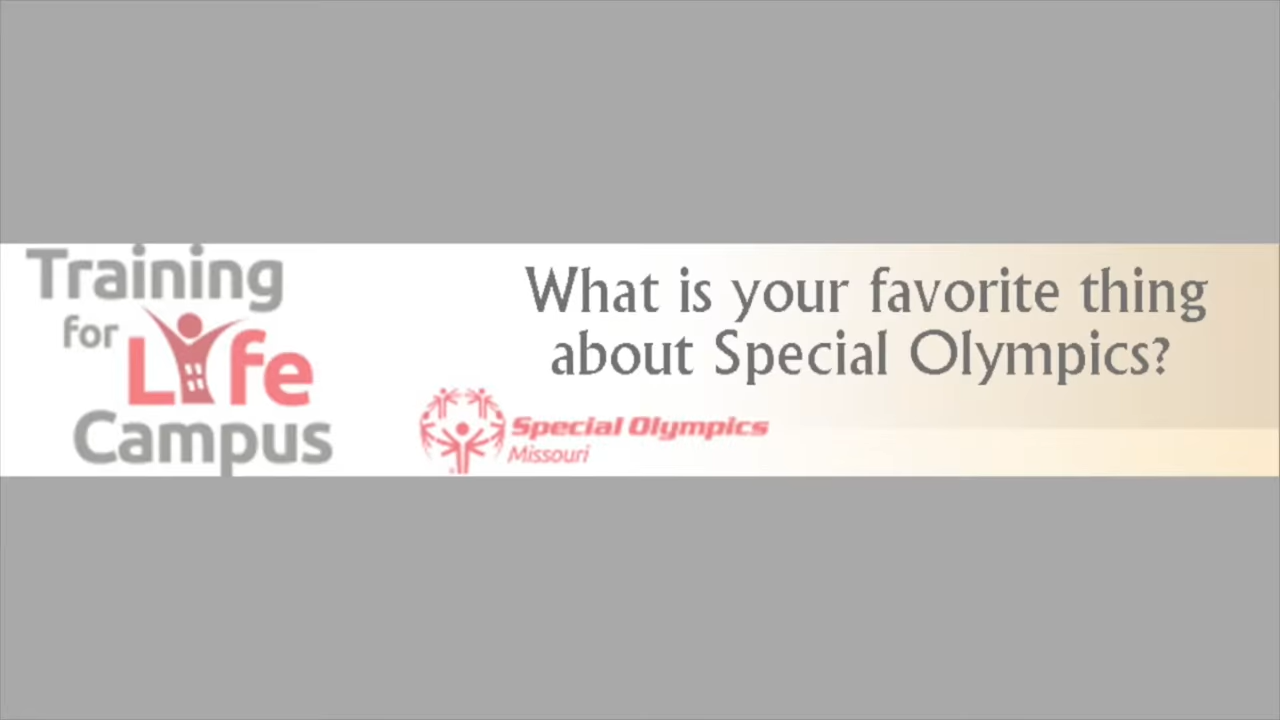 Training
for Life
Campus
What is your favorite thing
about Special Olympics?
Special Olympics
Missouri